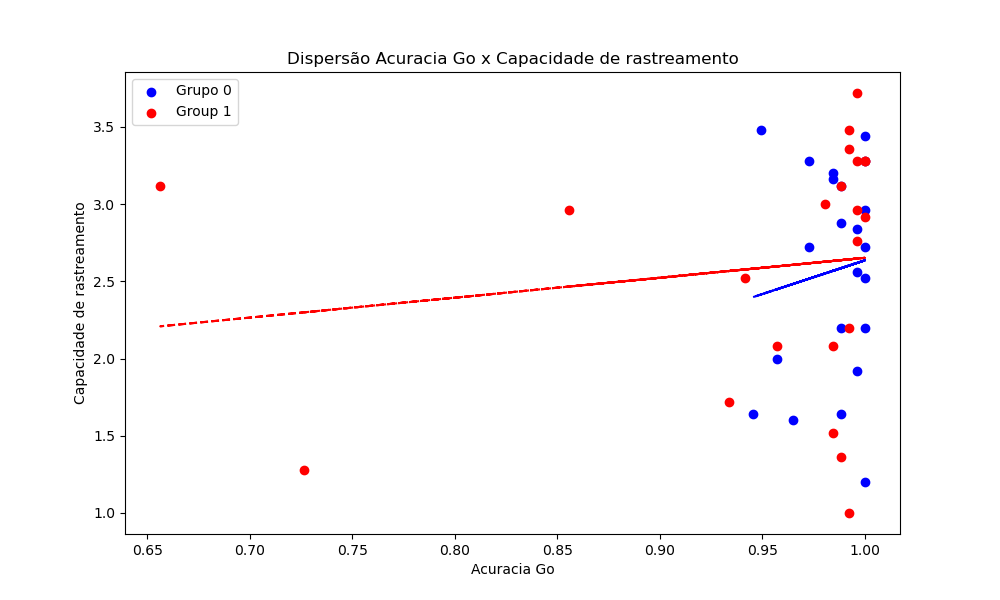 Dispersão Acuracia Go x Capacidade de rastreamento
Grupo 0
Group 1
Capacidade de rastreamento
3.5
3.0
2.5
2.0
1.5
1.0
0.65 0.70 0.75 0.80 0.85 0.90 0.95 1.00
Acuracia Go